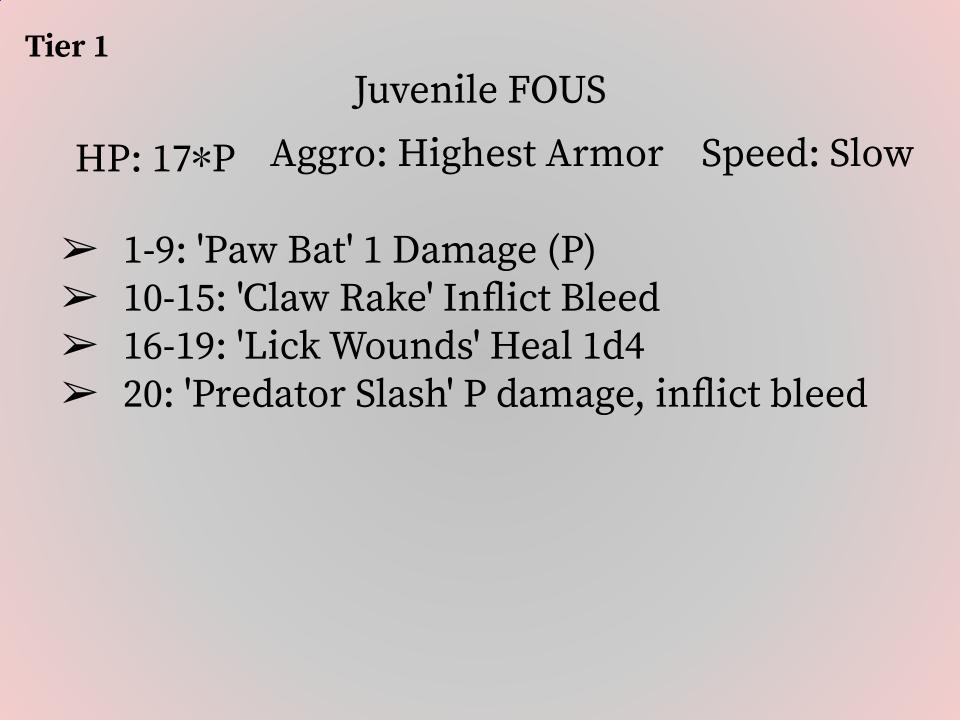 Tier 1
Juvenile FOUS
HP: 17*P Aggro: Highest Armor Speed: Slow
➢ 1-9: 'Paw Bat' 1 Damage (P)
➢ 10-15: 'Claw Rake' Inflict Bleed
➢ 16-19: 'Lick Wounds' Heal 1d4
➢ 20: 'Predator Slash' P damage, inflict bleed